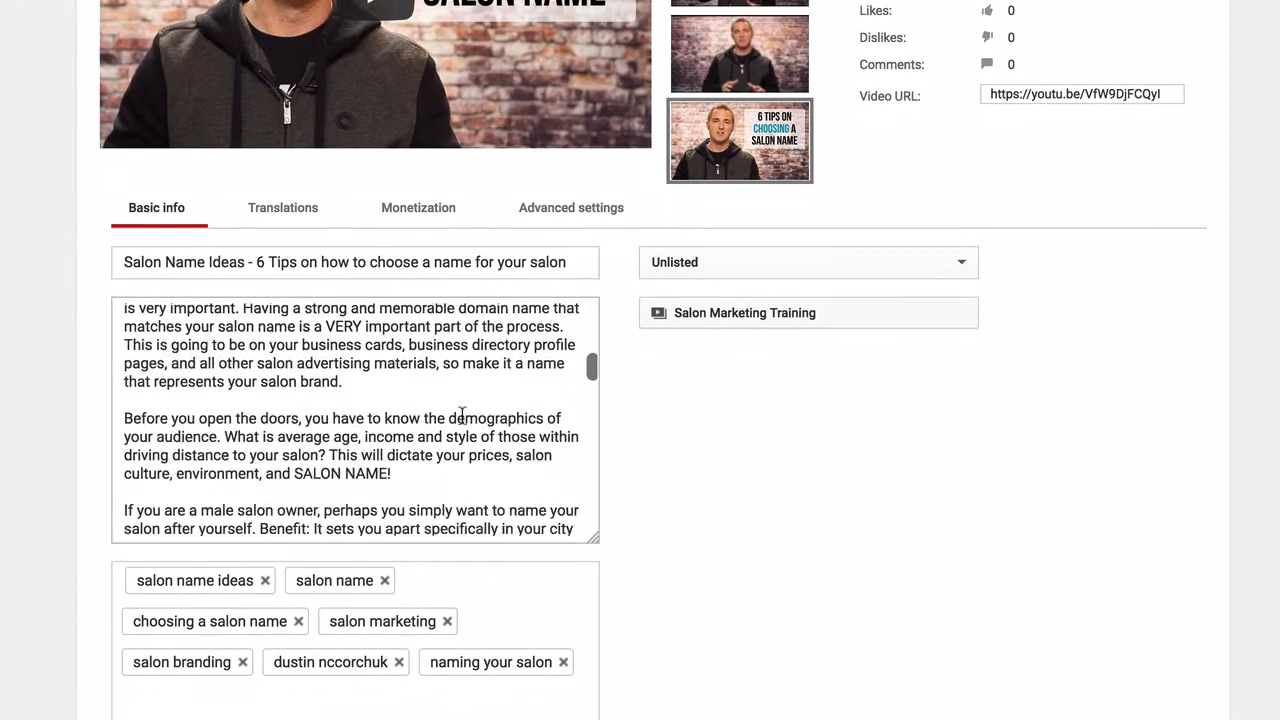 SALON NAME
Likes: 0
Dislikes: 0
Comments: 0
Video URL: https://youtu.be/VfW9DjFCQyI
6 TIPS ON
CHOOSING A
SALON NAME
Basic info Translations Monetization Advanced settings
Salon Name Ideas - 6 Tips on how to choose a name for your salon
Unlisted
Salon Marketing Training
is very important. Having a strong and memorable domain name that
matches your salon name is a VERY important part of the process.
This is going to be on your business cards, business directory profile
pages, and all other salon advertising materials, so make it a name
that represents your salon brand.
Before you open the doors, you have to know the demographics of
your audience. What is average age, income and style of those within
driving distance to your salon? This will dictate your prices, salon
culture, environment, and SALON NAME!
If you are a male salon owner, perhaps you simply want to name your
salon after yourself. Benefit: It sets you apart specifically in your city
salon name ideas salon name
choosing a salon name salon marketing
salon branding dustin nccorchuk naming your salon